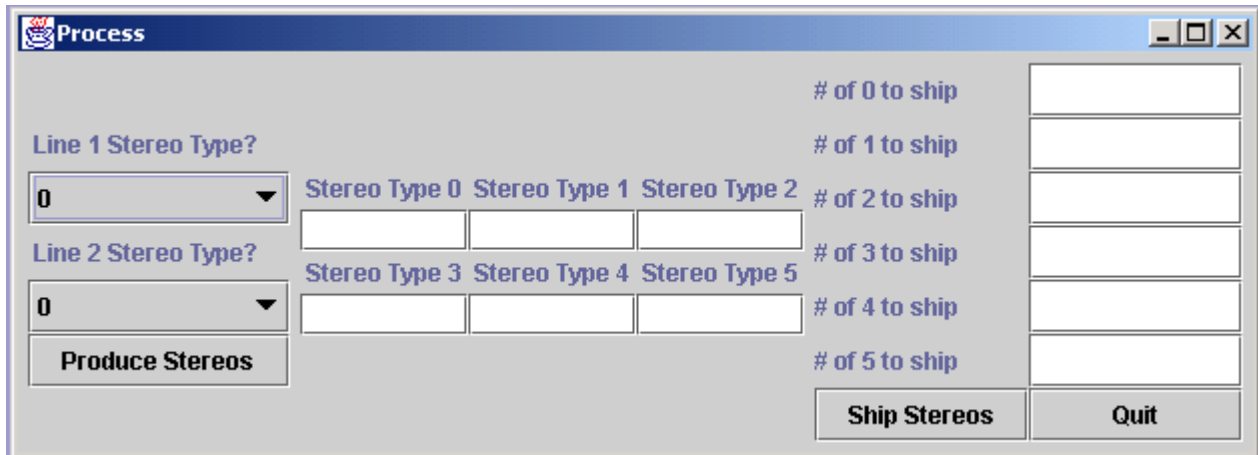 Process
Line 1 Stereo Type?
0
Line 2 Stereo Type?
0
Produce Stereos
Stereo Type 0 Stereo Type 1 Stereo Type 2
Stereo Type 3 Stereo Type 4 Stereo Type 5
# of 0 to ship
# of 1 to ship
# of 2 to ship
# of 3 to ship
# of 4 to ship
# of 5 to ship
Ship Stereos Quit